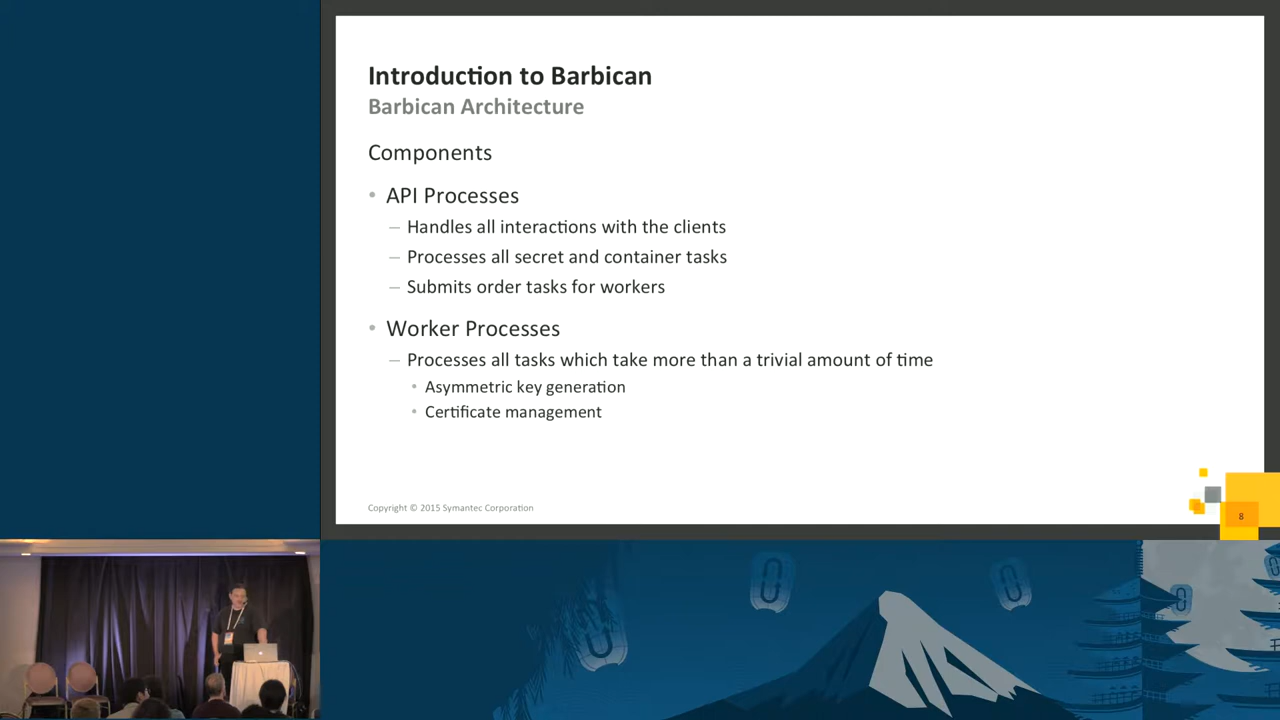 Introduction to Barbican
Barbican Architecture
Components
• API Processes
– Handles all interactions with the clients
– Processes all secret and container tasks
– Submits order tasks for workers
• Worker Processes
– Processes all tasks which take more than a trivial amount of time
• Asymmetric key generation
• Certificate management
Copyright © 2015 Symantec Corporation
8